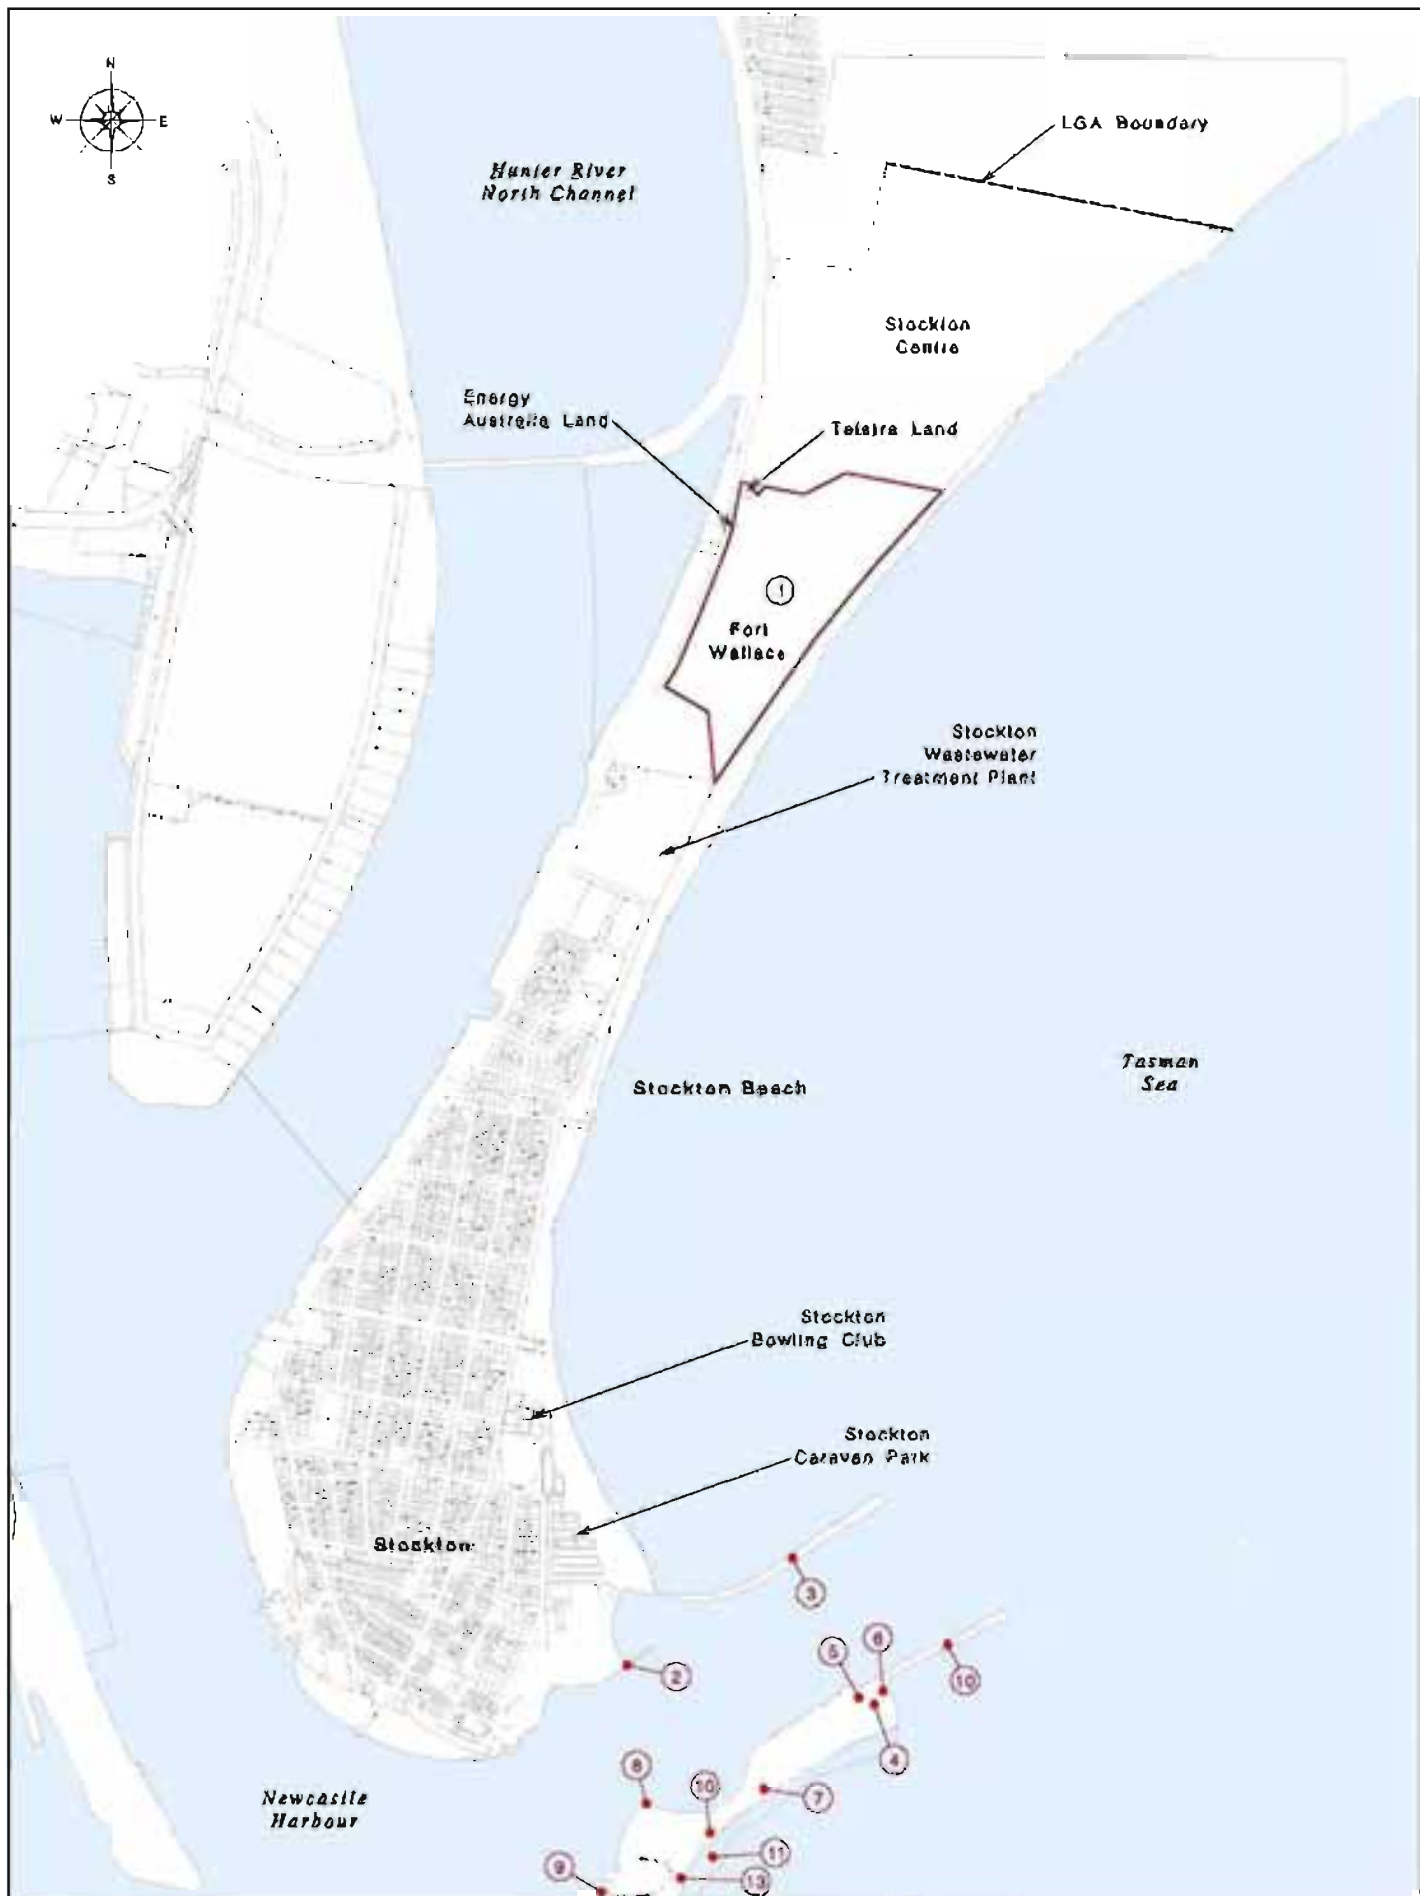 N
W
E
S
LGA Boundary
Hunter River
North Channel
Stockton
Centre
Energy
Australia Land
Telstra Land
1
Fort
Wallace
Stockton
Wastewater
Treatment Plant
Tasman
Sea
Stockton Beach
Stockton
Bowling Club
Stockton
Caravan Park
Stockton
3
6
5
2
10
4
8
10
7
Newcastle
Harbour
11
9
13